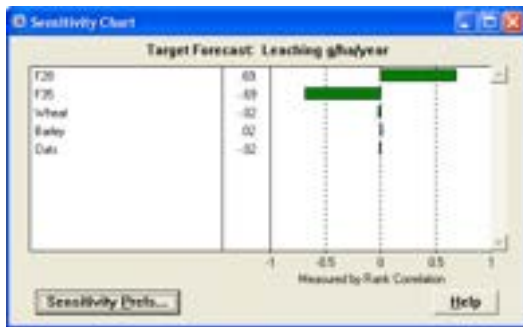 Sensitivity Chart
Target Forecast: Leaching g/ha/year
F28 .69
F35 -.69
Wheat -.02
Barley .02
Oats -.02
-1 -0.5 0 0.5 1
Measured by Rank Correlation
Sensitivity Prefs... Help